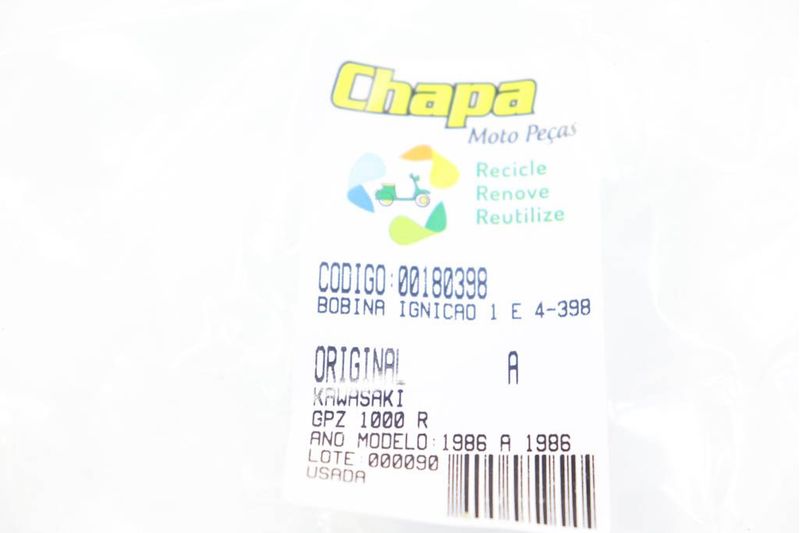 Chapa
Moto Peças
Recicle
Renove
Reutilize
CODIGO:00180398
BOBINA IGNICAO 1 E 4-398
ORIGINAL A
KAWASAKI
GPZ 1000 R
ANO MODELO:1986 A 1986
LOTE:000090
USADA